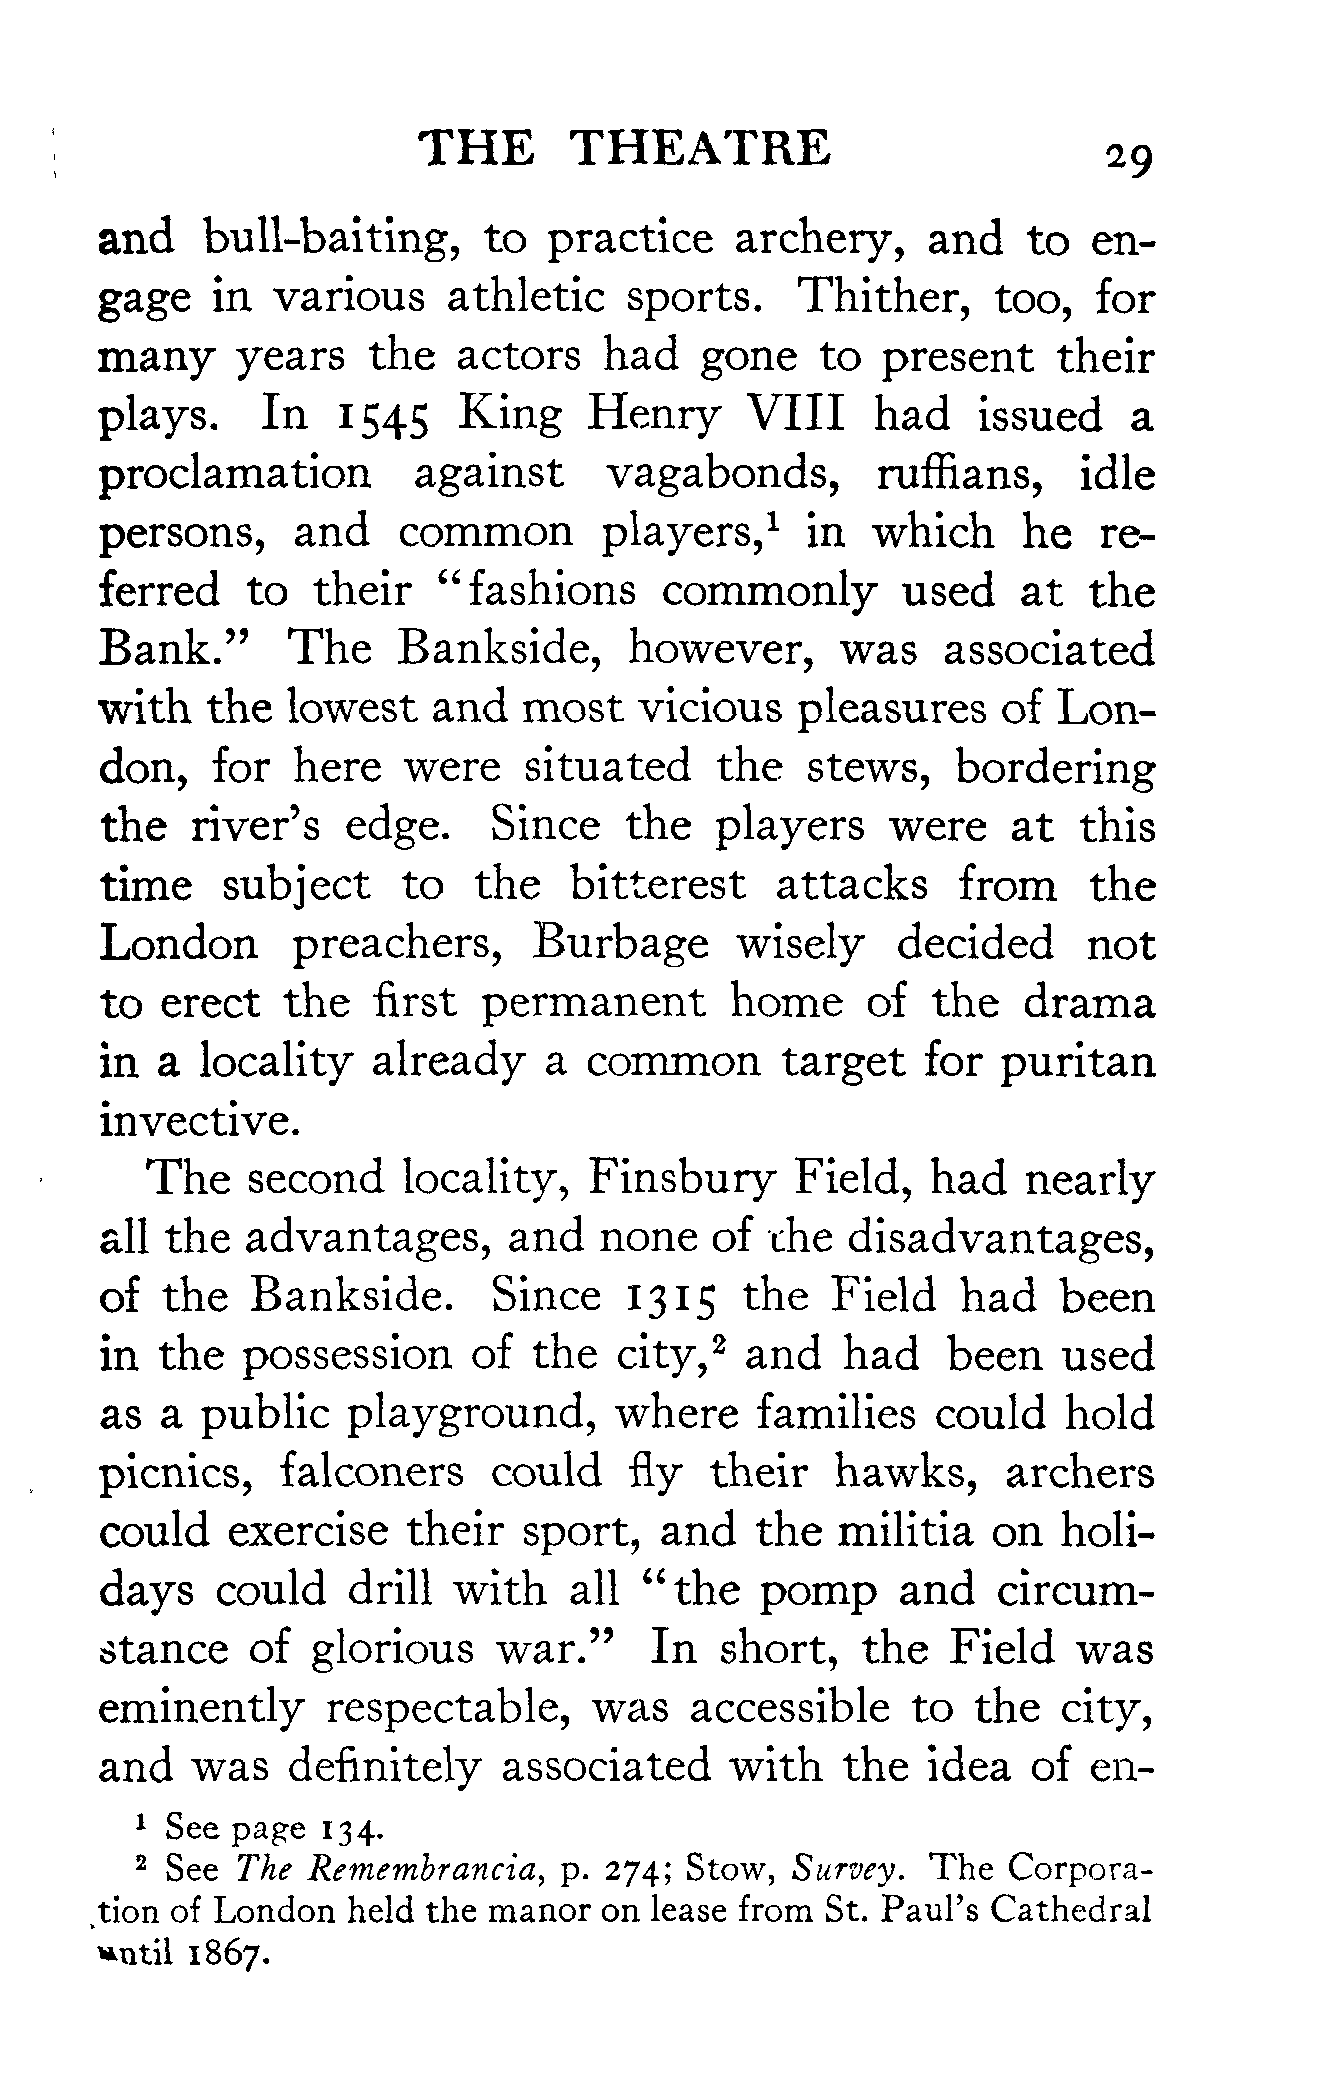 THE THEATRE 29
and bull-baiting, to practice archery, and to en-
gage in various athletic sports. Thither, too, for
many years the actors had gone to present their
plays. In 1545 King Henry VIII had issued a
proclamation against vagabonds, ruffians, idle
persons, and common players,¹ in which he re-
ferred to their “fashions commonly used at the
Bank.” The Bankside, however, was associated
with the lowest and most vicious pleasures of Lon-
don, for here were situated the stews, bordering
the river’s edge. Since the players were at this
time subject to the bitterest attacks from the
London preachers, Burbage wisely decided not
to erect the first permanent home of the drama
in a locality already a common target for puritan
invective.
The second locality, Finsbury Field, had nearly
all the advantages, and none of the disadvantages,
of the Bankside. Since 1315 the Field had been
in the possession of the city,² and had been used
as a public playground, where families could hold
picnics, falconers could fly their hawks, archers
could exercise their sport, and the militia on holi-
days could drill with all “the pomp and circum-
stance of glorious war.” In short, the Field was
eminently respectable, was accessible to the city,
and was definitely associated with the idea of en-
¹ See page 134.
² See The Remembrancia, p. 274; Stow, Survey. The Corpora-
tion of London held the manor on lease from St. Paul’s Cathedral
until 1867.